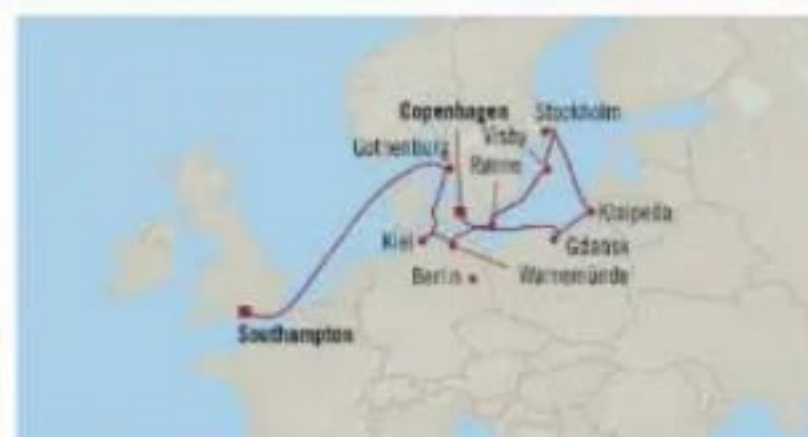 Copenhagen
Stockholm
Visby
Gothenburg
Rønne
Klaipeda
Kiel
Gdansk
Berlin
Warnemünde
Southampton